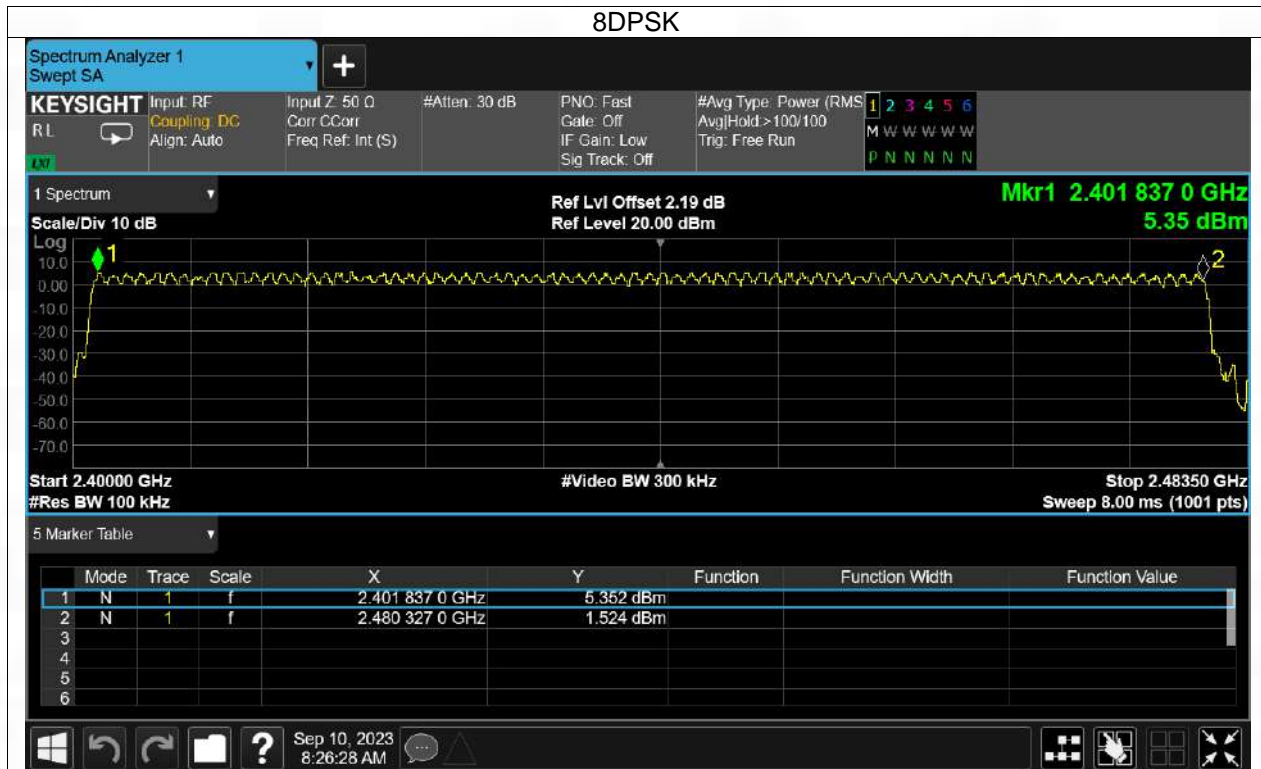 8DPSK
Spectrum Analyzer 1
Swept SA
+
KEYSIGHT Input: RF Input Z: 50 Ω #Atten: 30 dB PNO: Fast #Avg Type: Power (RMS 1 2 3 4 5 6
RL Coupling: DC Corr CCorr Gate: Off Avg|Hold:>100/100 M W W W W W
Align: Auto Freq Ref: Int (S) IF Gain: Low Trig: Free Run
Sig Track: Off P N N N N N
LXI
1 Spectrum Ref Lvl Offset 2.19 dB Mkr1 2.401 837 0 GHz
Scale/Div 10 dB Ref Level 20.00 dBm 5.35 dBm
Log
1 2
10.0
0.00
-10.0
-20.0
-30.0
-40.0
-50.0
-60.0
-70.0
Start 2.40000 GHz #Video BW 300 kHz Stop 2.48350 GHz
#Res BW 100 kHz Sweep 8.00 ms (1001 pts)
5 Marker Table
Mode Trace Scale X Y Function Function Width Function Value
1 N 1 f 2.401 837 0 GHz 5.352 dBm
2 N 1 f 2.480 327 0 GHz 1.524 dBm
3
4
5
6
? Sep 10, 2023
8:26:28 AM